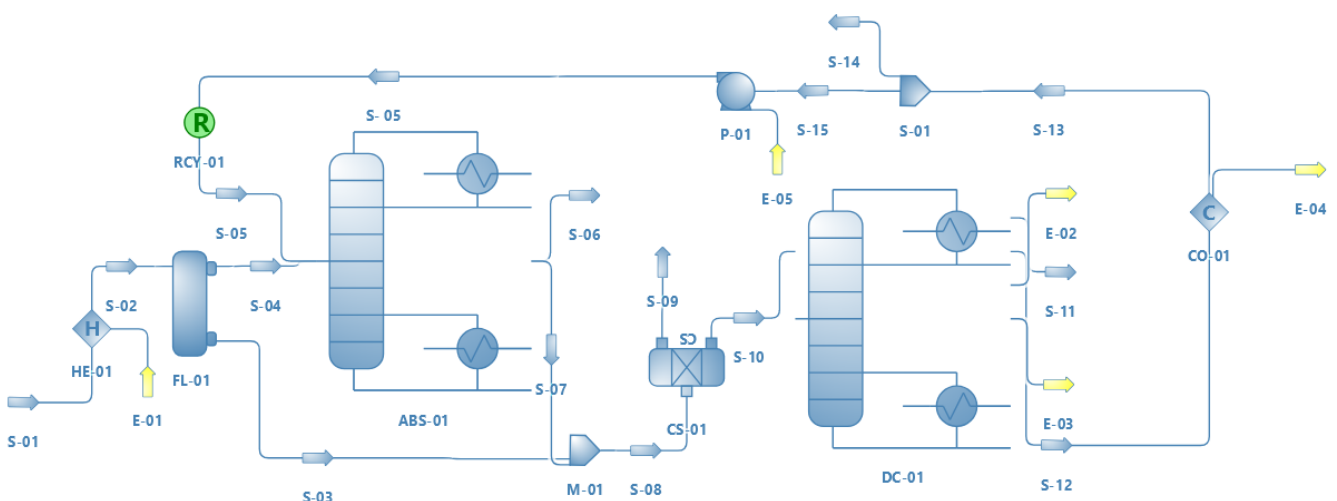 S-14
S- 05
P-01
S-15
S-01
S-13
R
RCY-01
E-05
E-04
S-05
S-06
E-02
C
CO-01
S-02
S-04
S-09
S-11
H
HE-01
FL-01
CS
S-10
S-07
E-01
ABS-01
CS-01
E-03
S-01
DC-01
S-03
M-01
S-08
S-12